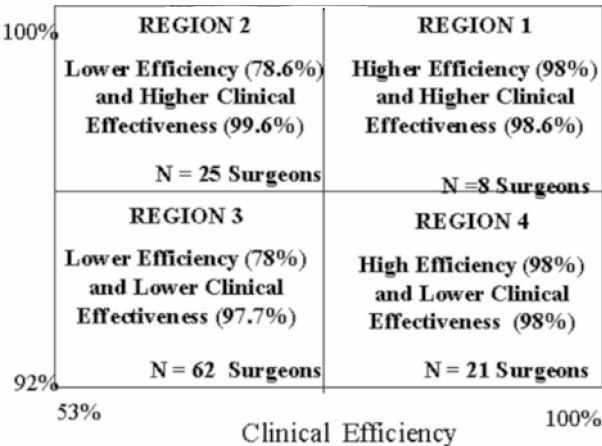 100%
REGION 2
Lower Efficiency (78.6%)
and Higher Clinical
Effectiveness (99.6%)
N = 25 Surgeons
REGION 1
Higher Efficiency (98%)
and Higher Clinical
Effectiveness (98.6%)
N =8 Surgeons
REGION 3
Lower Efficiency (78%)
and Lower Clinical
Effectiveness (97.7%)
N = 62 Surgeons
REGION 4
High Efficiency (98%)
and Lower Clinical
Effectiveness (98%)
N = 21 Surgeons
92%
53%
100%
Clinical Efficiency